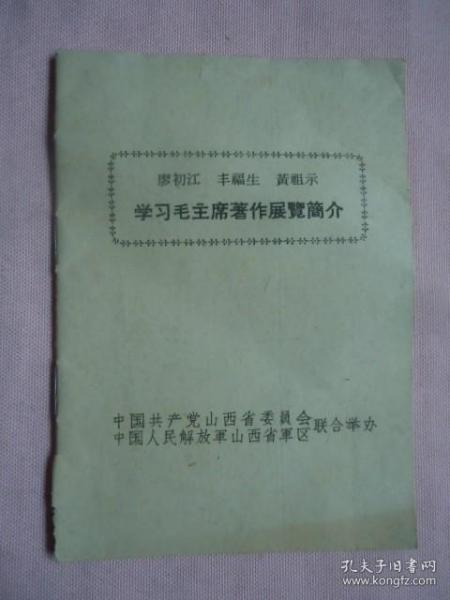 廖初江 丰福生 黃祖示
学习毛主席著作展覽簡介
中国共产党山西省委員会
中国人民解放軍山西省軍区 联合举办
孔夫子旧书网
www.kongfz.com